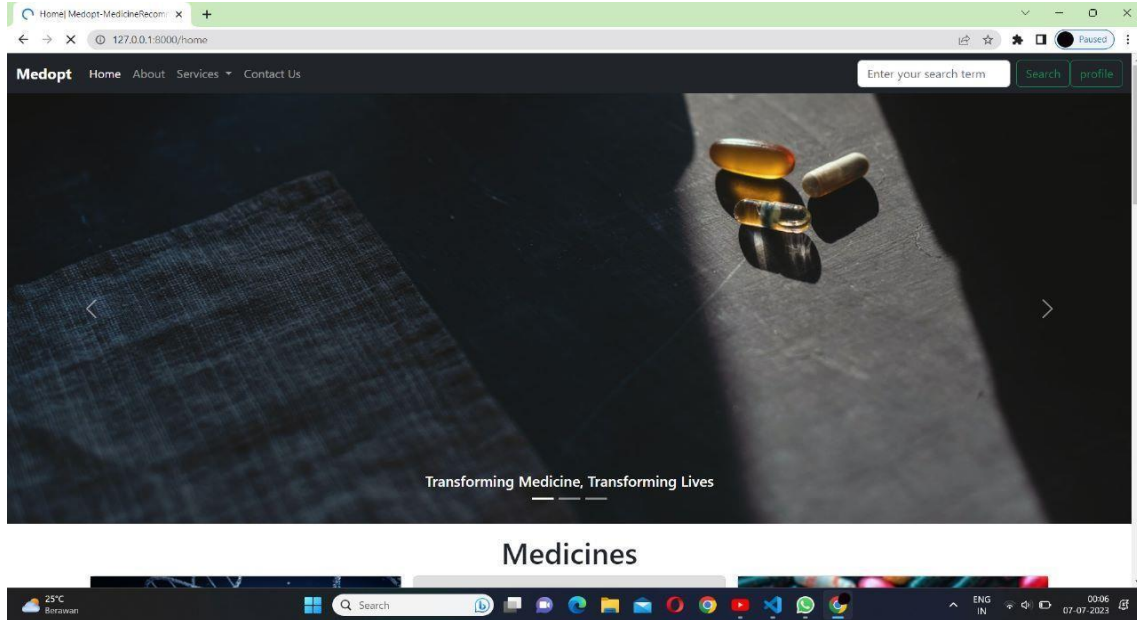 Home| Medopt-MedicineRecom
127.0.0.1:8000/home
Paused
Medopt Home About Services Contact Us
Enter your search term
Search profile
Transforming Medicine, Transforming Lives
Medicines
25°C
Berawan
Search
ENG
IN
00:06
07-07-2023